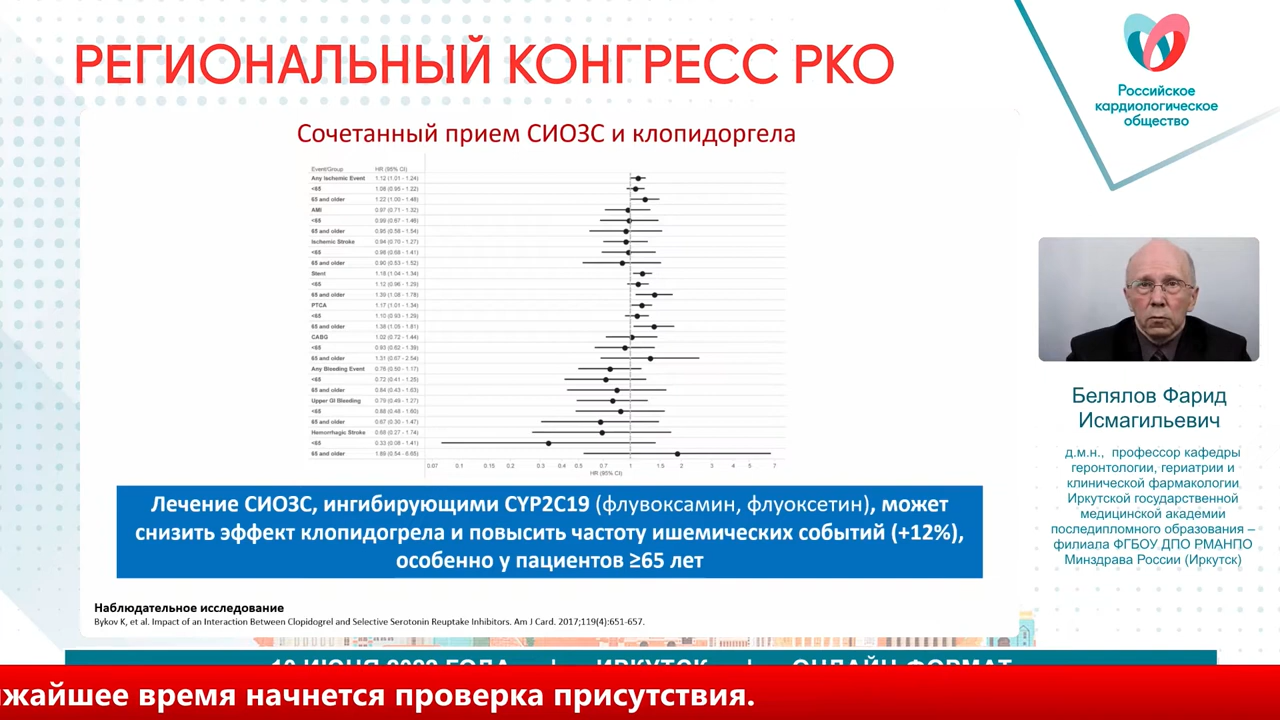 РЕГИОНАЛЬНЫЙ КОНГРЕСС РКО
Российское
кардиологическое
общество
Сочетанный прием СИОЗС и клопидоргела
Event/Group HR (95% CI)
Any Ischemic Event 1.12 (1.01 - 1.24)
<65 1.08 (0.95 - 1.22)
65 and older 1.22 (1.00 - 1.48)
AMI 0.97 (0.71 - 1.32)
<65 0.99 (0.67 - 1.46)
65 and older 0.95 (0.58 - 1.54)
Ischemic Stroke 0.94 (0.70 - 1.27)
<65 0.98 (0.68 - 1.41)
65 and older 0.90 (0.53 - 1.52)
Stent 1.18 (1.04 - 1.34)
<65 1.12 (0.96 - 1.29)
65 and older 1.39 (1.08 - 1.78)
PTCA 1.17 (1.01 - 1.34)
<65 1.10 (0.93 - 1.29)
65 and older 1.38 (1.05 - 1.81)
CABG 1.02 (0.72 - 1.44)
<65 0.93 (0.62 - 1.39)
65 and older 1.31 (0.67 - 2.54)
Any Bleeding Event 0.76 (0.50 - 1.17)
<65 0.72 (0.41 - 1.25)
65 and older 0.84 (0.43 - 1.63)
Upper GI Bleeding 0.79 (0.49 - 1.27)
<65 0.88 (0.48 - 1.60)
65 and older 0.67 (0.30 - 1.47)
Hemorrhagic Stroke 0.68 (0.27 - 1.74)
<65 0.33 (0.08 - 1.41)
65 and older 1.89 (0.54 - 6.65)
0.07 0.1 0.2 0.3 0.4 0.5 0.7 1 1.5 2 3 4 5 7
HR (95% CI)
Лечение СИОЗС, ингибирующими CYP2C19 (флувоксамин, флуоксетин), может
снизить эффект клопидогрела и повысить частоту ишемических событий (+12%),
особенно у пациентов ≥65 лет
Наблюдательное исследование
Bykov K, et al. Impact of an Interaction Between Clopidogrel and Selective Serotonin Reuptake Inhibitors. Am J Card. 2017;119(4):651-657.
Белялов Фарид
Исмагильевич
д.м.н., профессор кафедры
геронтологии, гериатрии и
клинической фармакологии
Иркутской государственной
медицинской академии
последипломного образования –
филиала ФГБОУ ДПО РМАНПО
Минздрава России (Иркутск)
ИРКУТСК | ОНЛАЙН-ФОРМАТ
жайшее время начнется проверка присутствия.